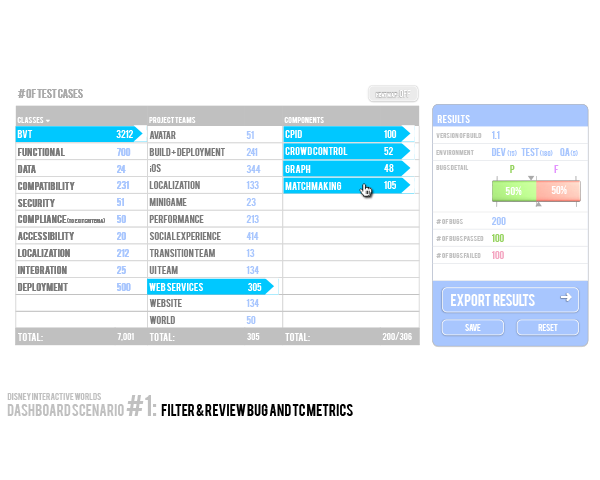 # OF TEST CASES
CLASSES PROJECT TEAMS COMPONENTS
BVT 3212 AVATAR 51 CPID 100
FUNCTIONAL 700 BUILD + DEPLOYMENT 241 CROWD CONTROL 52
DATA 24 iOS 344 GRAPH 48
COMPATIBILITY 231 LOCALIZATION 133 MATCHMAKING 105
SECURITY 51 MINIGAME 23
COMPLIANCE 50 PERFORMANCE 213
ACCESSIBILITY 20 SOCIAL EXPERIENCE 414
LOCALIZATION 212 TRANSITION TEAM 13
INTEGRATION 25 UI TEAM 134
DEPLOYMENT 500 WEB SERVICES 305
WEBSITE 134
WORLD 50
TOTAL: 7,001 TOTAL: 305 TOTAL: 200/306
RESULTS
VERSION OF BUILD 1.1
ENVIRONMENT DEV (15) TEST QA (5)
BUGS DETAIL P F
50% 50%
# OF BUGS 200
# OF BUGS PASSED 100
# OF BUGS FAILED 100
EXPORT RESULTS
SAVE RESET
DISNEY INTERACTIVE WORLDS
DASHBOARD SCENARIO #1: FILTER & REVIEW BUG AND TC METRICS